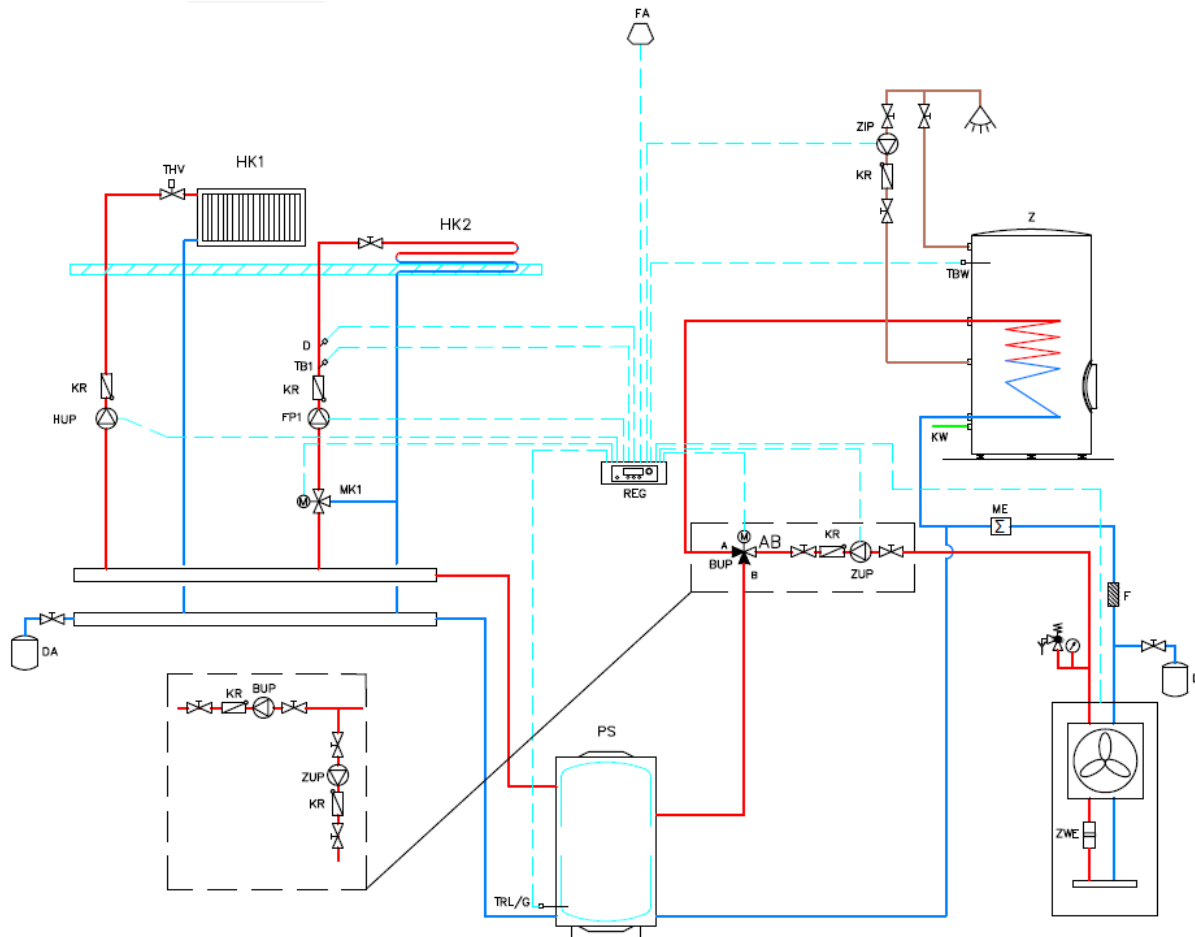 FA
ZIP
KR
THV
HK1
HK2
Z
TBW
D
TB1
KR
KR
HUP
FP1
KW
REG
M
MK1
ME
Σ
M
A
AB
KR
BUP
B
ZUP
F
DA
D
KR
BUP
ZUP
KR
PS
ZWE
TRL/G